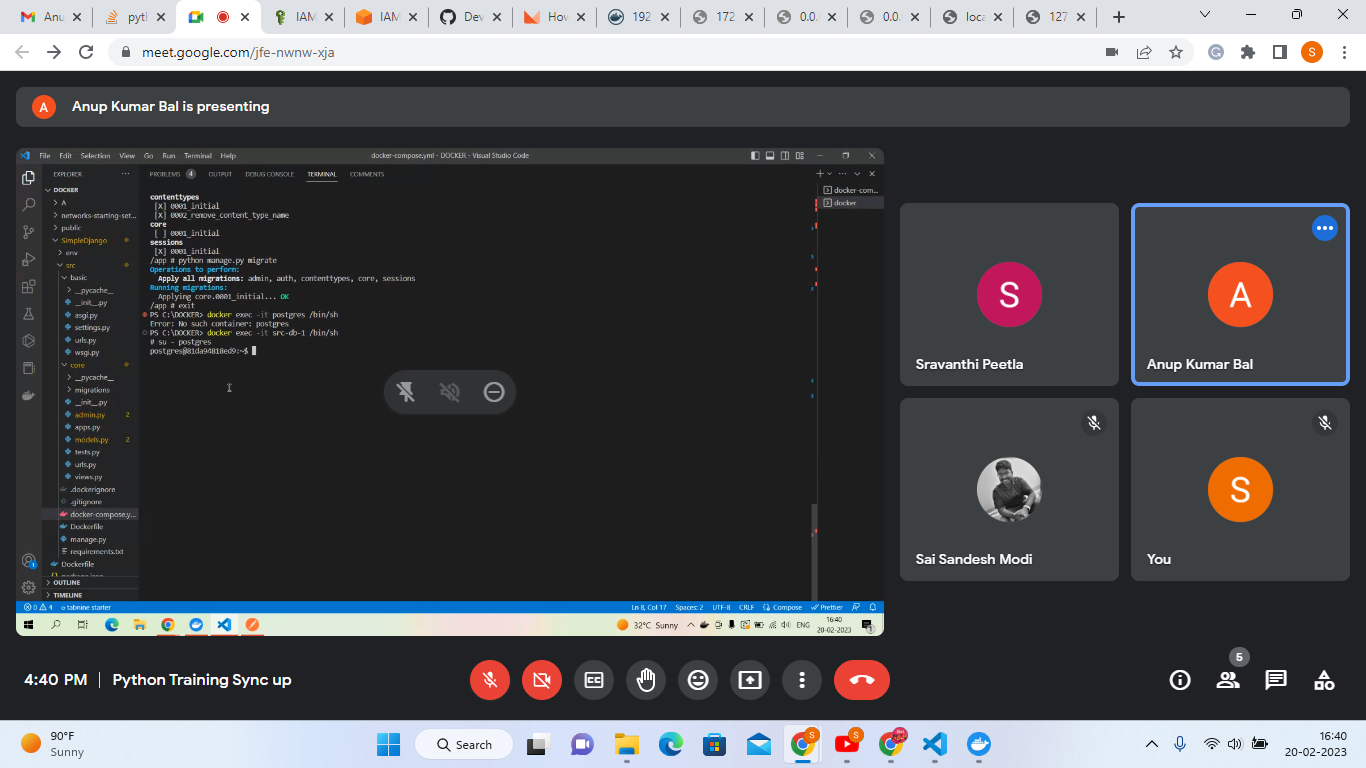 Anu
pyth
IAM
IAM
Dev
How
192
172
0.0.
0.0.
loca
127
meet.google.com/jfe-nwnw-xja
S
A Anup Kumar Bal is presenting
File Edit Selection View Go Run Terminal Help
docker-compose.yml - DOCKER - Visual Studio Code
EXPLORER
DOCKER
A
networks-starting-set...
public
SimpleDjango
env
src
basic
__pycache__
__init__.py
asgi.py
settings.py
urls.py
wsgi.py
core
__pycache__
migrations
__init__.py
admin.py 2
apps.py
models.py 2
tests.py
urls.py
views.py
.dockerignore
.gitignore
docker-compose.y...
Dockerfile
manage.py
requirements.txt
Dockerfile
OUTLINE
TIMELINE
PROBLEMS 4 OUTPUT DEBUG CONSOLE TERMINAL COMMENTS
docker-com...
docker
contenttypes
[X] 0001_initial
[X] 0002_remove_content_type_name
core
[ ] 0001_initial
sessions
[X] 0001_initial
/app # python manage.py migrate
Operations to perform:
Apply all migrations: admin, auth, contenttypes, core, sessions
Running migrations:
Applying core.0001_initial... OK
/app # exit
PS C:\DOCKER> docker exec -it postgres /bin/sh
Error: No such container: postgres
PS C:\DOCKER> docker exec -it src-db-1 /bin/sh
# su - postgres
postgres@81da94818ed9:~$
0 4 tabnine starter
Ln 8, Col 17 Spaces: 2 UTF-8 CRLF Compose Prettier
32°C Sunny
ENG
16:40
20-02-2023
1
S
Sravanthi Peetla
A
Anup Kumar Bal
Sai Sandesh Modi
S
You
4:40 PM | Python Training Sync up
5
90°F
Sunny
Search
16:40
20-02-2023